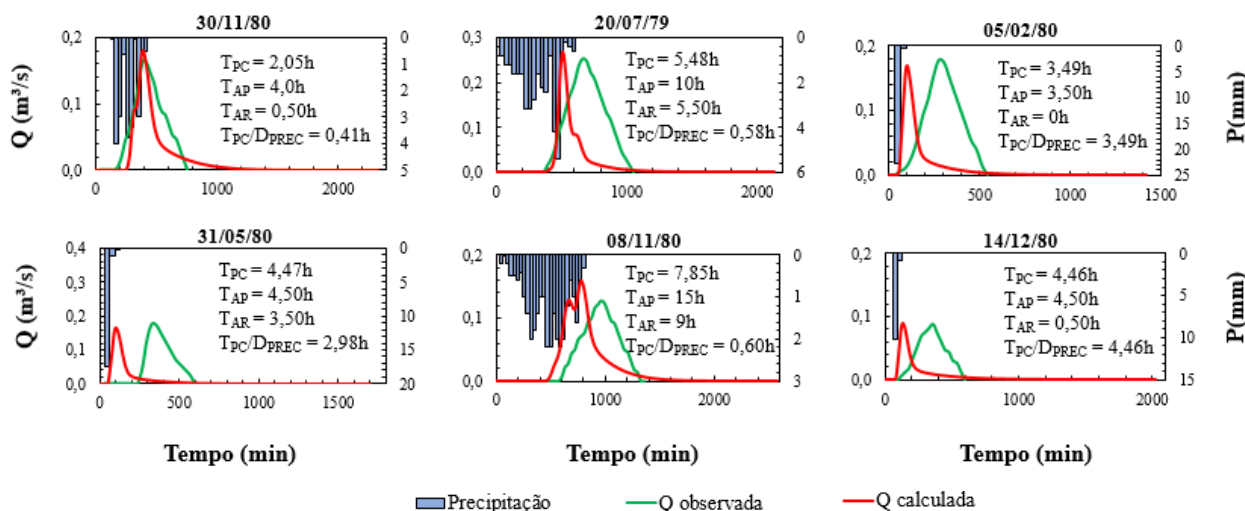 30/11/80
0,2
0,1
0,0
0
1
2
3
4
5
0
1000
2000
T_PC = 2,05h
T_AP = 4,0h
T_AR = 0,50h
T_PC/D_PREC = 0,41h
Q (m³/s)
20/07/79
0,3
0,2
0,1
0,0
0
2
4
6
0
1000
2000
T_PC = 5,48h
T_AP = 10h
T_AR = 5,50h
T_PC/D_PREC = 0,58h
05/02/80
0,2
0,1
0,0
0
5
10
15
20
25
0
500
1000
1500
T_PC = 3,49h
T_AP = 3,50h
T_AR = 0h
T_PC/D_PREC = 3,49h
P(mm)
31/05/80
0,4
0,3
0,2
0,1
0,0
0
5
10
15
20
0
500
1000
1500
T_PC = 4,47h
T_AP = 4,50h
T_AR = 3,50h
T_PC/D_PREC = 2,98h
Q (m³/s)
08/11/80
0,2
0,1
0,0
0
1
2
3
0
1000
2000
T_PC = 7,85h
T_AP = 15h
T_AR = 9h
T_PC/D_PREC = 0,60h
14/12/80
0,2
0,1
0,0
0
5
10
15
0
1000
2000
T_PC = 4,46h
T_AP = 4,50h
T_AR = 0,50h
T_PC/D_PREC = 4,46h
P(mm)
Tempo (min)
Tempo (min)
Tempo (min)
Precipitação
Q observada
Q calculada